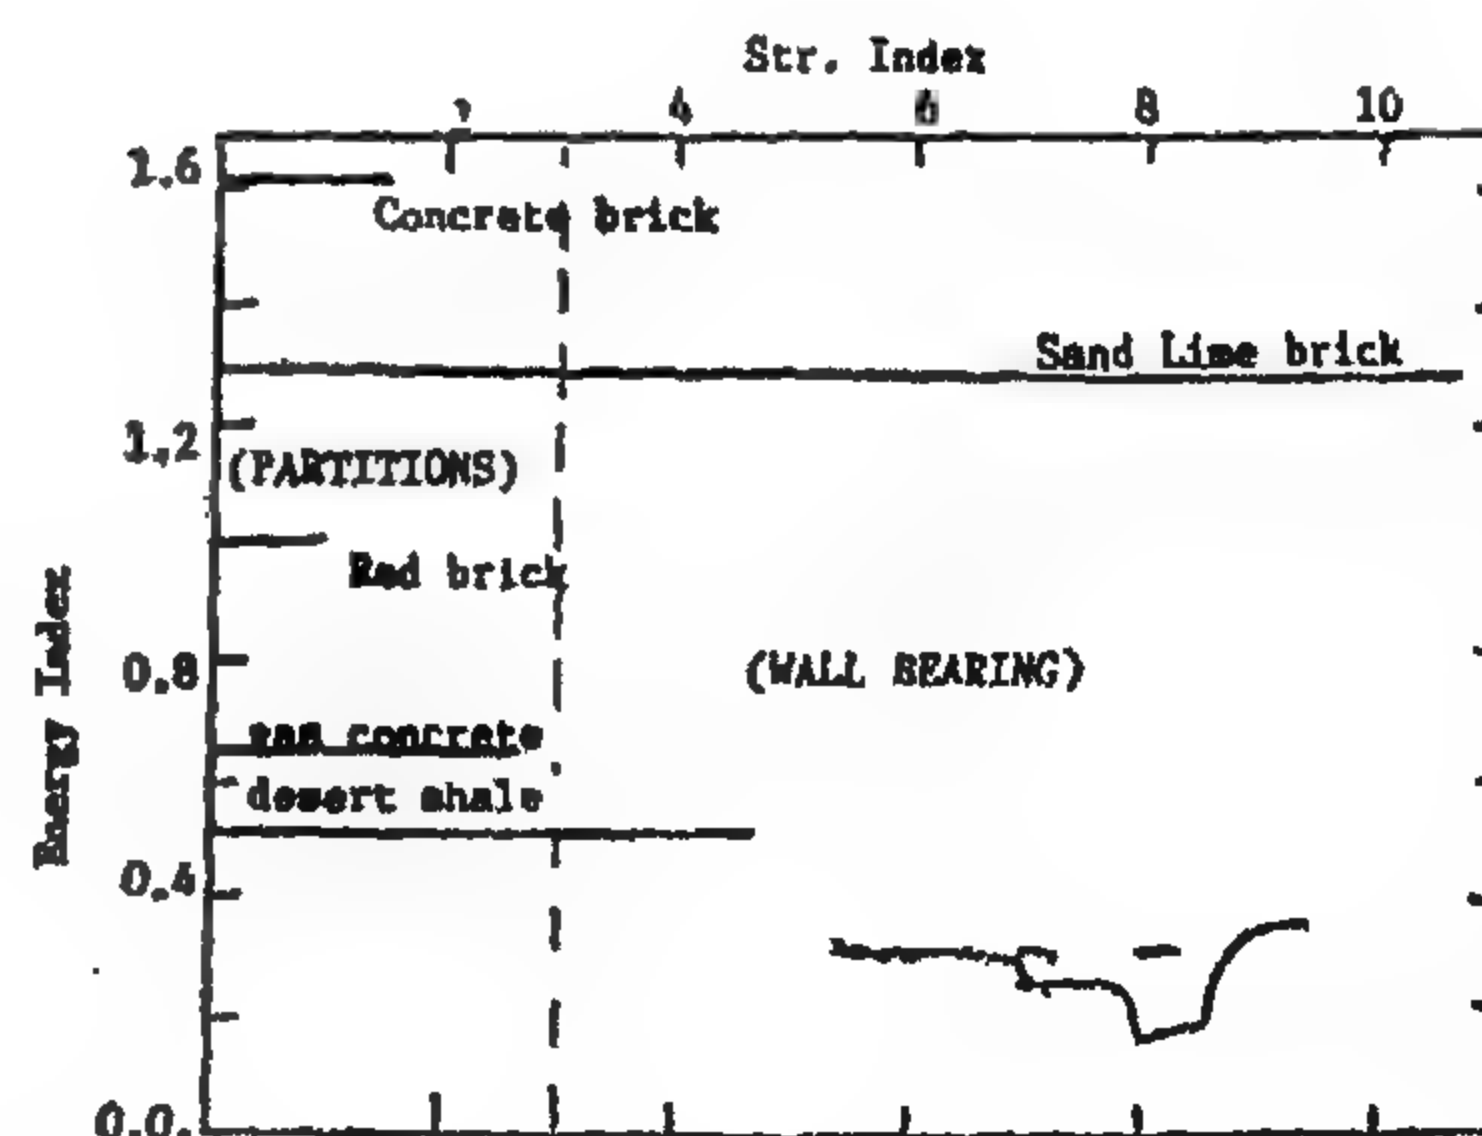 Str. Index
4 6 8 10
1.6
Concrete brick
Sand Lime brick
1.2
(PARTITIONS)
Red brick
Energy Index
0.8
(WALL BEARING)
gas concrete
desert shale
0.4
0.0